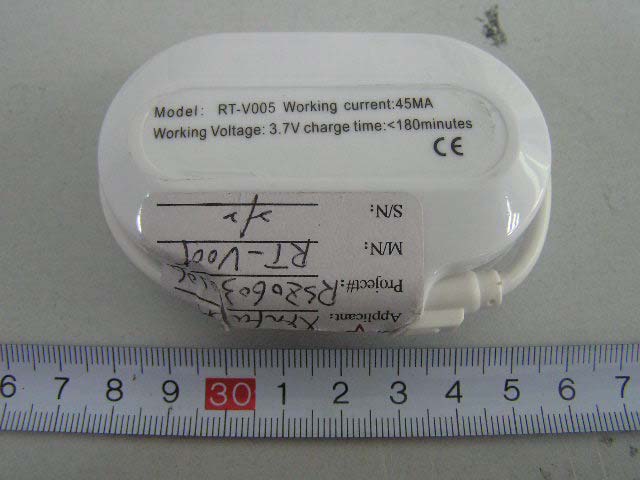 Model: RT-V005 Working current:45MA
Working Voltage: 3.7V charge time:<180minutes
CE
Applicant:
Project#:
M/N: RT-V001
S/N:
6 7 8 9 30 1 2 3 4 5 6 7